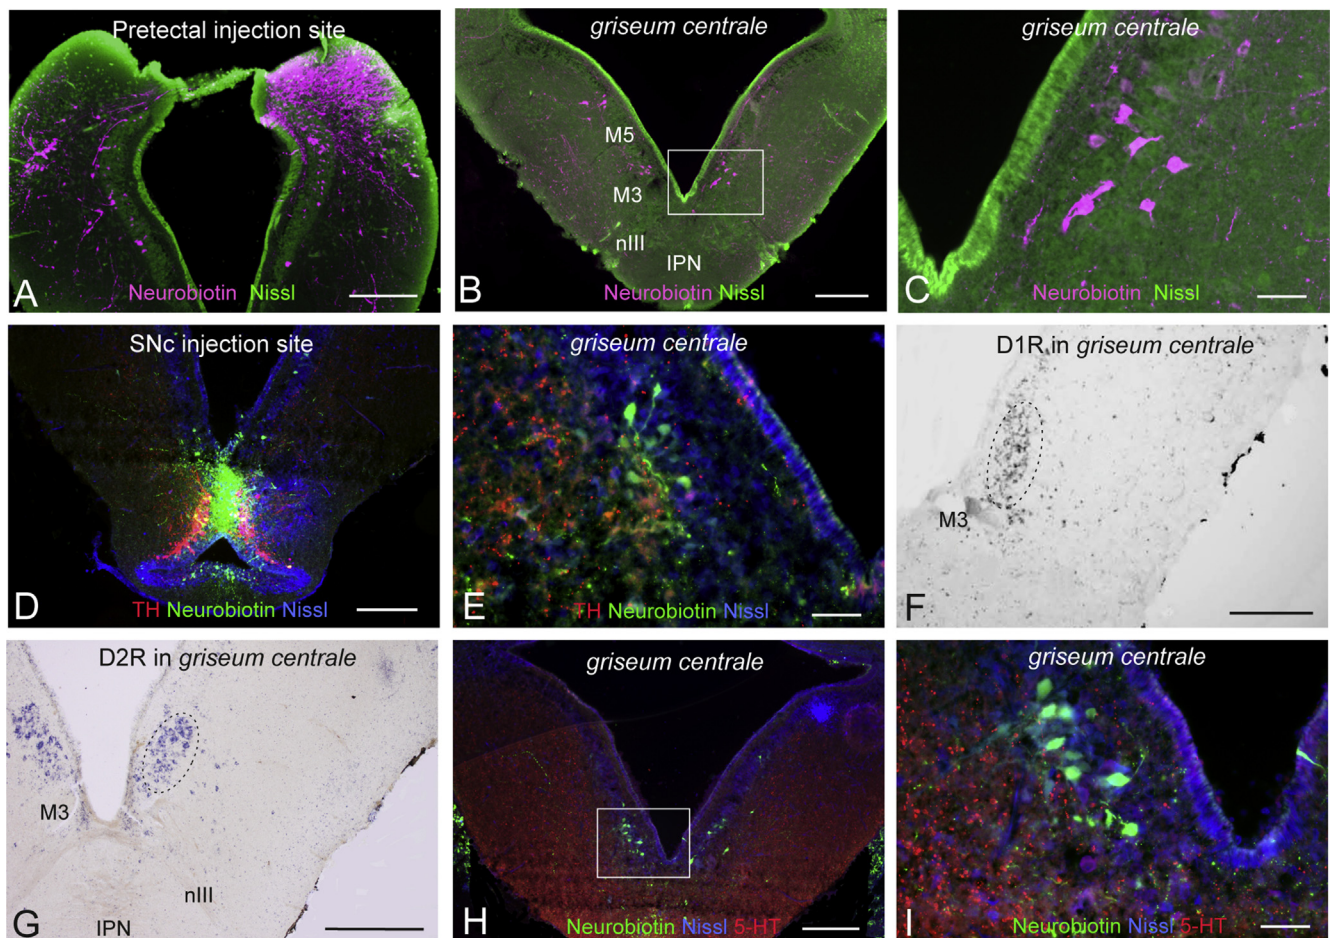 Pretectal injection site
A
Neurobiotin Nissl
griseum centrale
M5
M3
nIII
IPN
B
Neurobiotin Nissl
griseum centrale
C
Neurobiotin Nissl
SNc injection site
D
TH Neurobiotin Nissl
griseum centrale
E
TH Neurobiotin Nissl
D1R in griseum centrale
M3
F
D2R in griseum centrale
M3
nIII
G
IPN
griseum centrale
H
Neurobiotin Nissl 5-HT
griseum centrale
I
Neurobiotin Nissl 5-HT